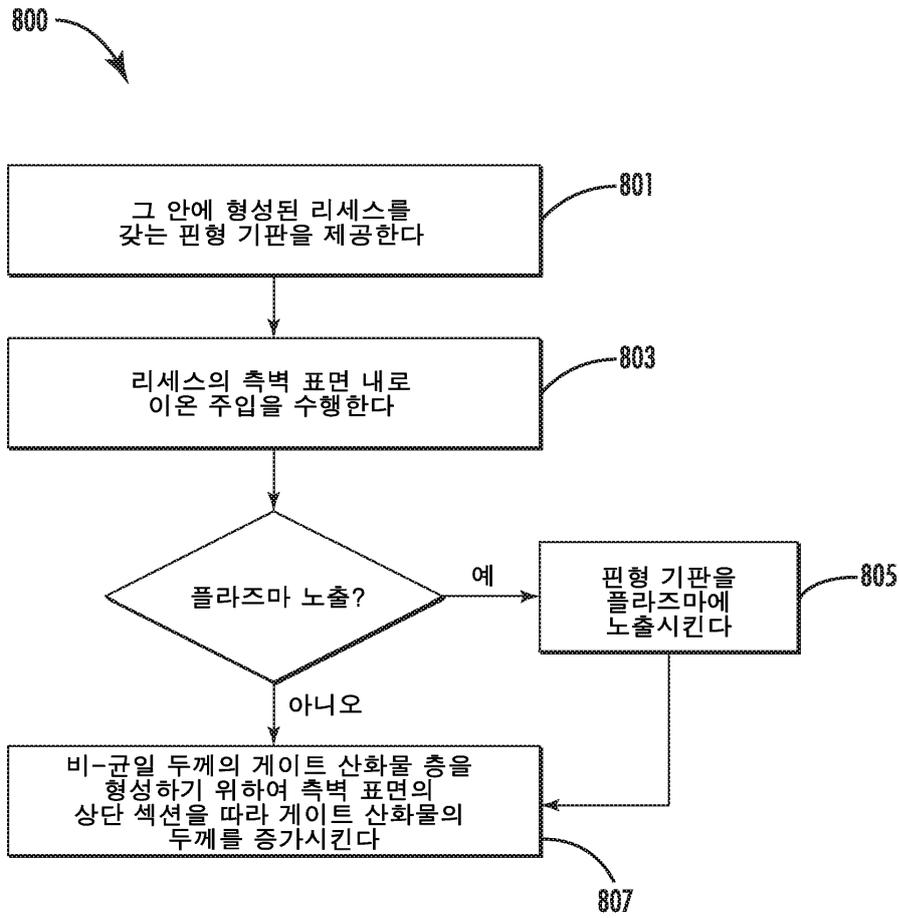 800
그 안에 형성된 리세스를
갖는 핀형 기판을 제공한다
801
리세스의 측벽 표면 내로
이온 주입을 수행한다
803
플라즈마 노출?
예
핀형 기판을
플라즈마에
노출시킨다
805
아니오
비-균일 두께의 게이트 산화물 층을
형성하기 위하여 측벽 표면의
상단 섹션을 따라 게이트 산화물의
두께를 증가시킨다
807